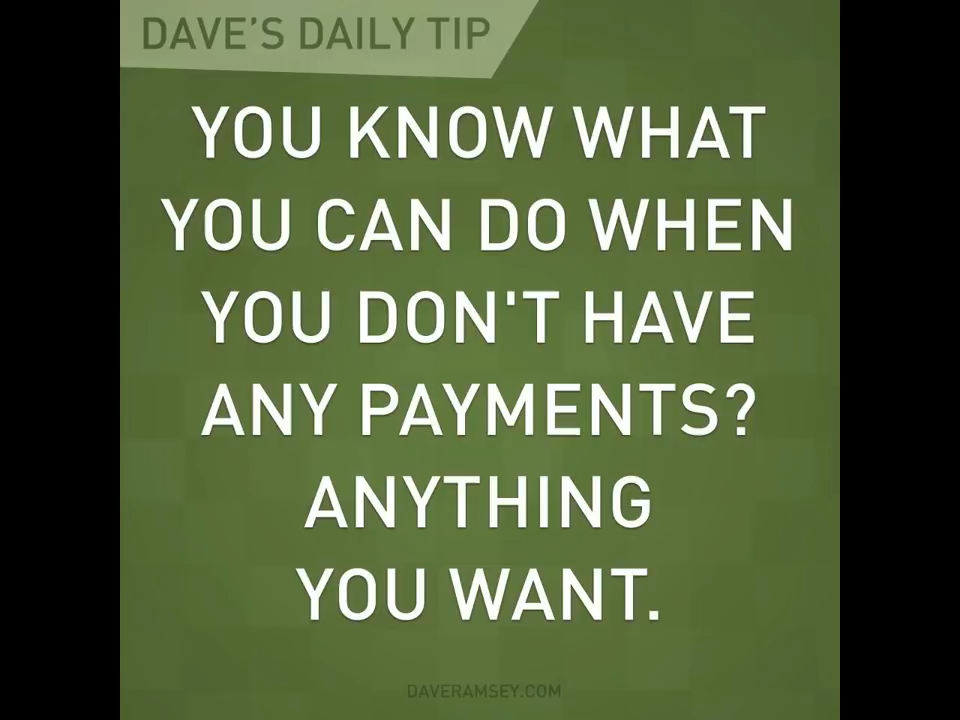 DAVE'S DAILY TIP
YOU KNOW WHAT
YOU CAN DO WHEN
YOU DON'T HAVE
ANY PAYMENTS?
ANYTHING
YOU WANT.
DAVERAMSEY.COM